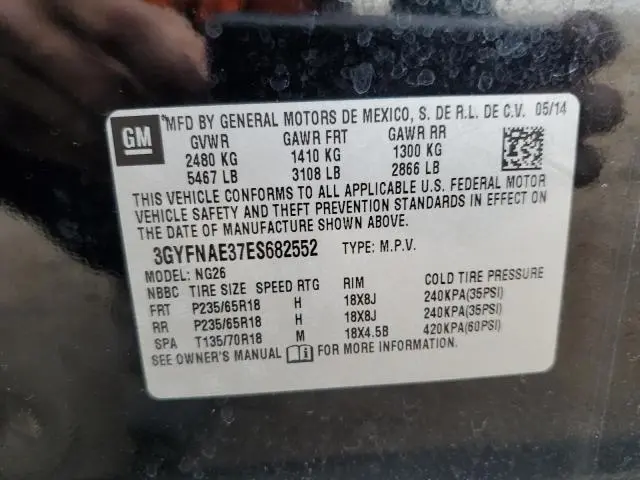 GM
*MFD BY GENERAL MOTORS DE MEXICO, S. DE R.L. DE C.V. 05/14
GVWR GAWR FRT GAWR RR
2480 KG 1410 KG 1300 KG
5467 LB 3108 LB 2866 LB
THIS VEHICLE CONFORMS TO ALL APPLICABLE U.S. FEDERAL MOTOR
VEHICLE SAFETY AND THEFT PREVENTION STANDARDS IN EFFECT ON
THE DATE OF MANUFACTURE SHOWN ABOVE.
3GYFNAE37ES682552 TYPE: M.P.V.
MODEL: NG26
NBBC TIRE SIZE SPEED RTG RIM COLD TIRE PRESSURE
FRT P235/65R18 H 18X8J 240KPA(35PSI)
RR P235/65R18 H 18X8J 240KPA(35PSI)
SPA T135/70R18 M 18X4.5B 420KPA(60PSI)
SEE OWNER'S MANUAL FOR MORE INFORMATION.